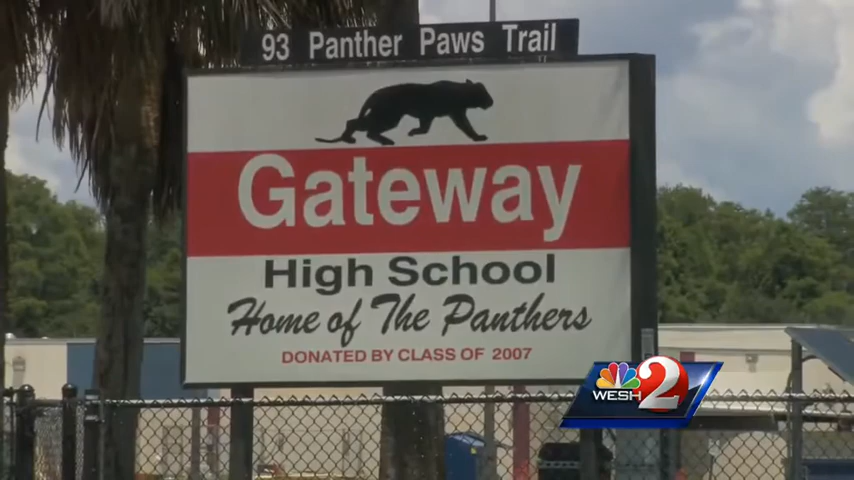 93 Panther Paws Trail
Gateway
High School
Home of The Panthers
DONATED BY CLASS OF 2007
WESH 2